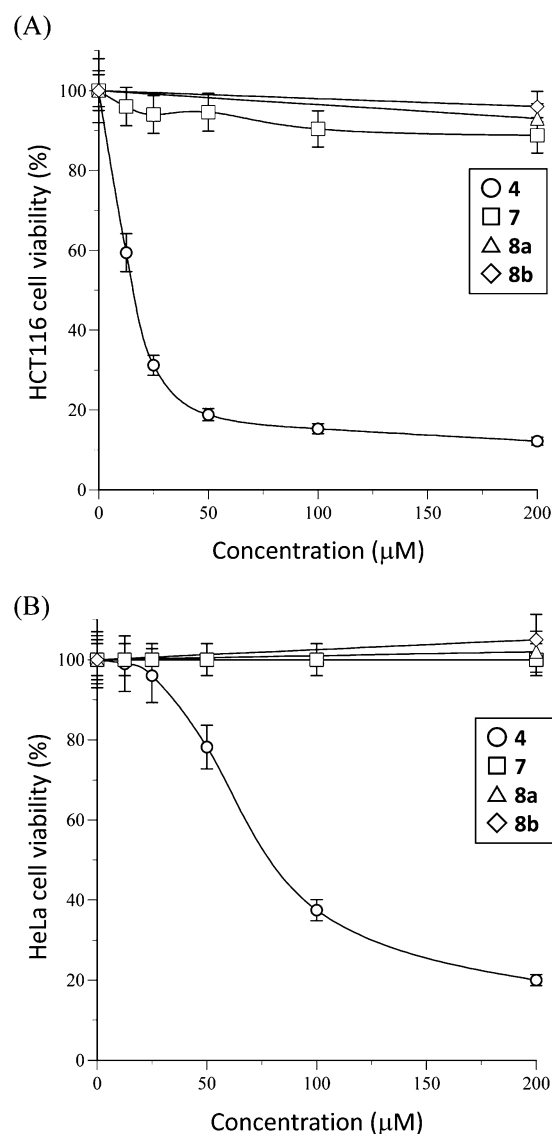 (A)
HCT116 cell viability (%)
100
80
60
40
20
0
4
7
8a
8b
0
50
100
150
200
Concentration (μM)
(B)
HeLa cell viability (%)
100
80
60
40
20
0
4
7
8a
8b
0
50
100
150
200
Concentration (μM)